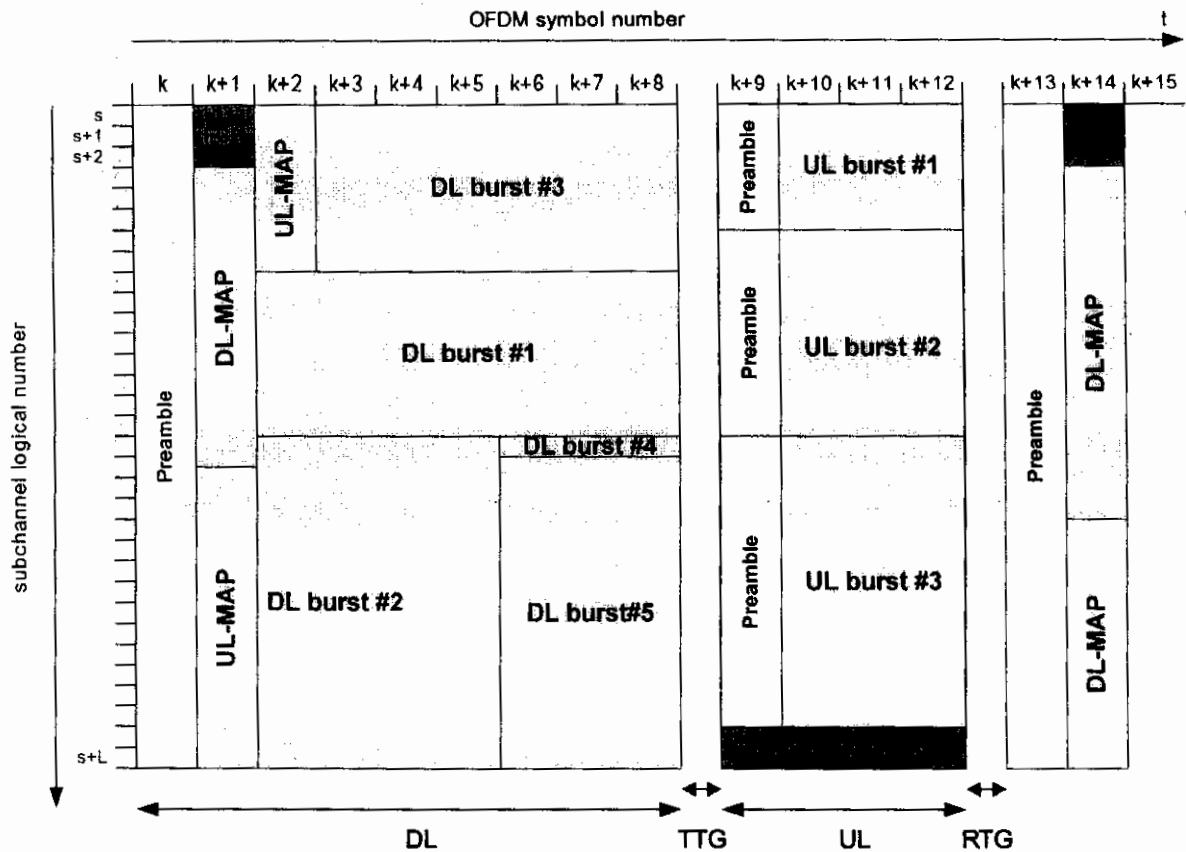 OFDM symbol number
t
k k+1 k+2 k+3 k+4 k+5 k+6 k+7 k+8 k+9 k+10 k+11 k+12 k+13 k+14 k+15
subchannel logical number
s
s+1
s+2
s+L
Preamble
DL-MAP
UL-MAP
UL-MAP
DL burst #3
DL burst #1
DL burst #4
DL burst #2
DL burst#5
Preamble
UL burst #1
Preamble
UL burst #2
Preamble
UL burst #3
Preamble
DL-MAP
DL-MAP
DL
TTG
UL
RTG